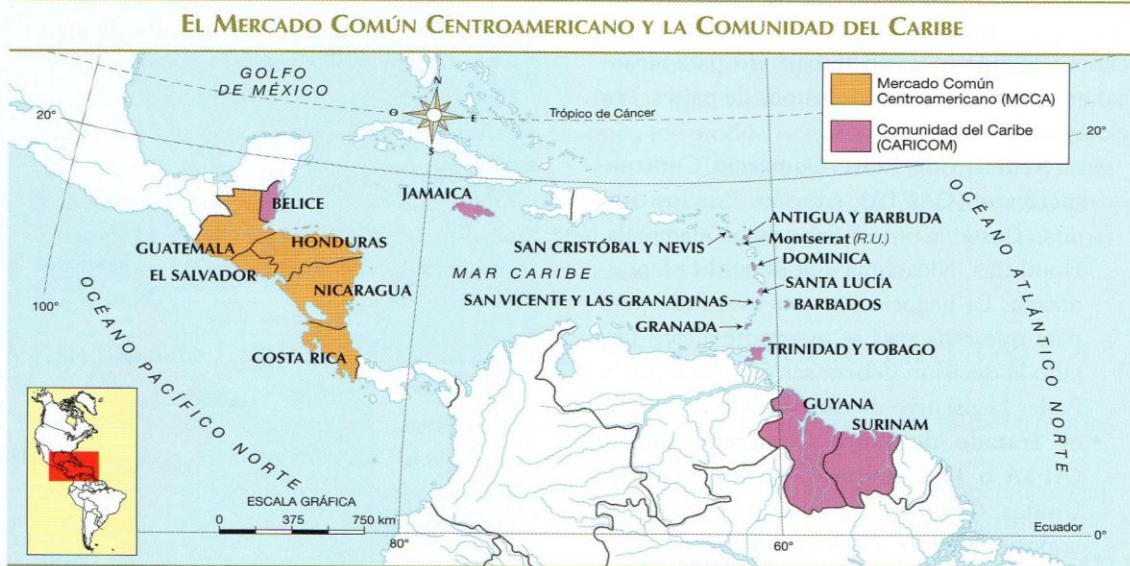 EL MERCADO COMÚN CENTROAMERICANO Y LA COMUNIDAD DEL CARIBE
GOLFO
DE MÉXICO
N
O
E
S
Trópico de Cáncer
Mercado Común
Centroamericano (MCCA)
Comunidad del Caribe
(CARICOM)
20°
20°
BELICE
JAMAICA
GUATEMALA
HONDURAS
EL SALVADOR
NICARAGUA
COSTA RICA
MAR CARIBE
ANTIGUA Y BARBUDA
SAN CRISTÓBAL Y NEVIS
Montserrat (R.U.)
DOMINICA
SANTA LUCÍA
SAN VICENTE Y LAS GRANADINAS
BARBADOS
GRANADA
TRINIDAD Y TOBAGO
GUYANA
SURINAM
OCÉANO ATLÁNTICO NORTE
100°
OCÉANO PACÍFICO NORTE
ESCALA GRÁFICA
0 375 750 km
80°
60°
Ecuador
0°